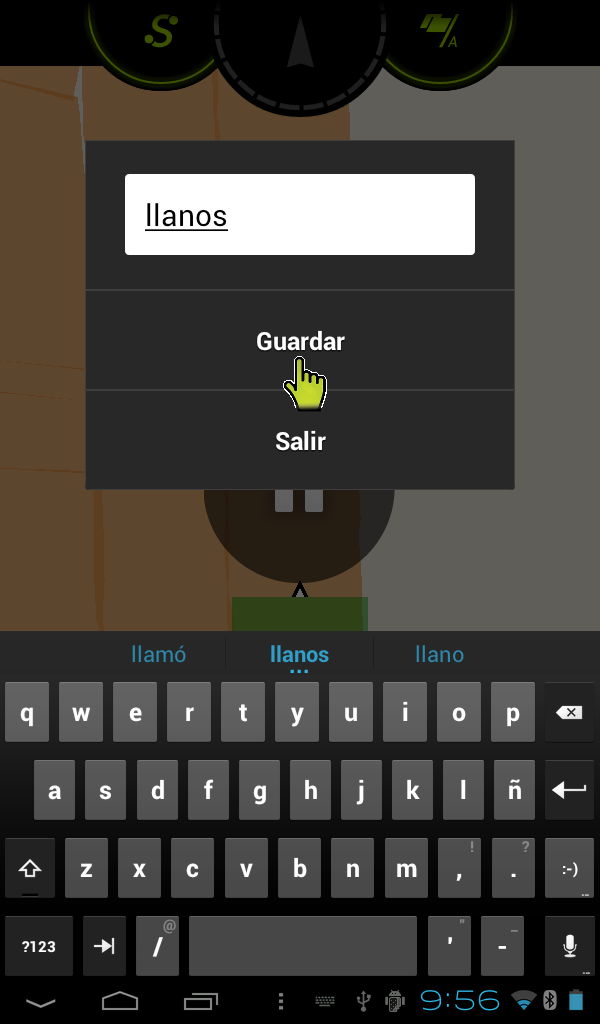 S
A
llanos
Guardar
Salir
llamó llanos llano
q w e r t y u i o p
a s d f g h j k l ñ
z x c v b n m , ! . ? :-)
?123 / @ ' " - _
9:56